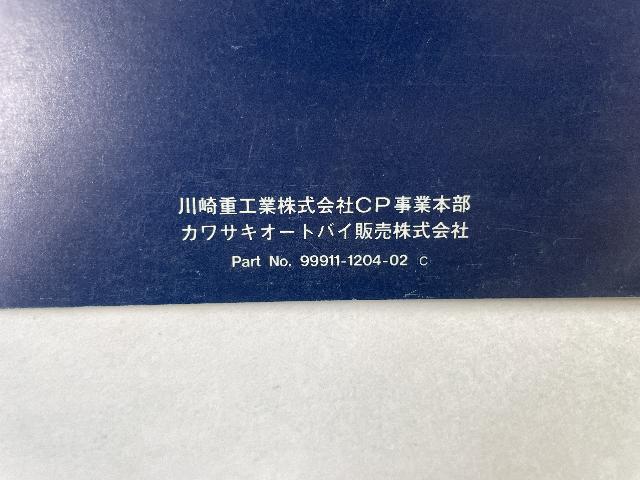 川崎重工業株式会社CP事業本部
カワサキオートバイ販売株式会社
Part No. 99911-1204-02 C